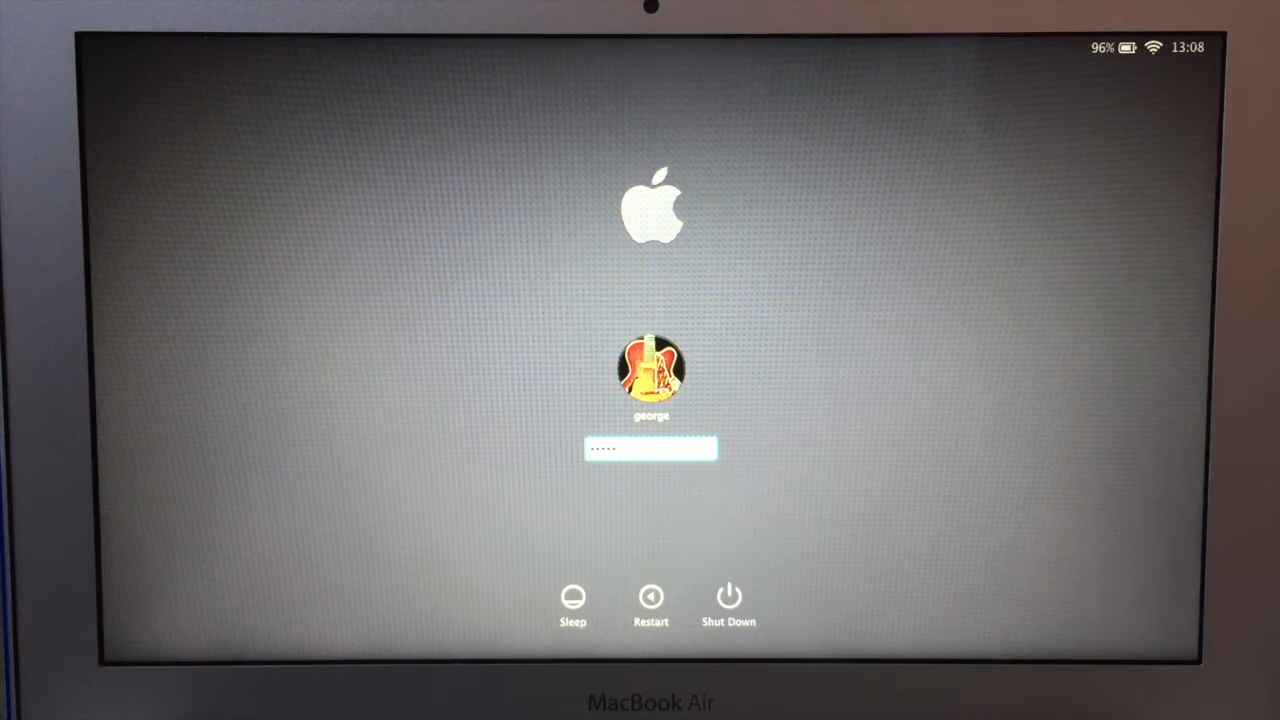 96% 13:08
george
•••••
Sleep Restart Shut Down
MacBook Air